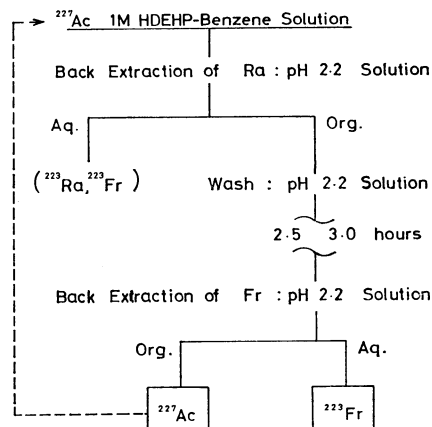 ²²⁷Ac 1M HDEHP-Benzene Solution
Back Extraction of Ra : pH 2.2 Solution
Aq. Org.
(²²³Ra, ²²³Fr)
Wash : pH 2.2 Solution
2.5 3.0 hours
Back Extraction of Fr : pH 2.2 Solution
Org. Aq.
²²⁷Ac ²²³Fr